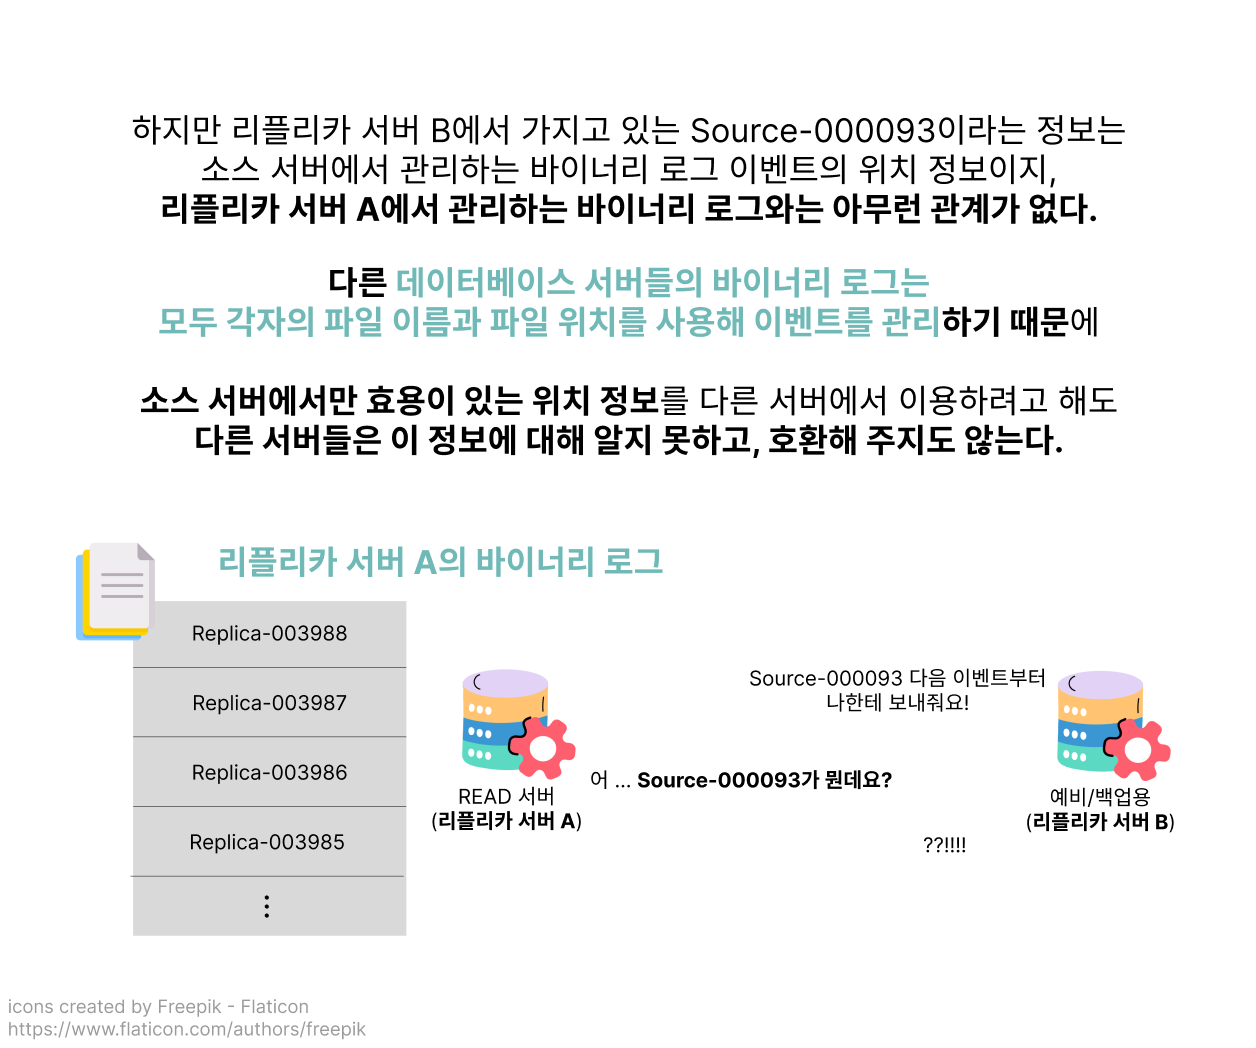 하지만 리플리카 서버 B에서 가지고 있는 Source-000093이라는 정보는
소스 서버에서 관리하는 바이너리 로그 이벤트의 위치 정보이지,
리플리카 서버 A에서 관리하는 바이너리 로그와는 아무런 관계가 없다.
다른 데이터베이스 서버들의 바이너리 로그는
모두 각자의 파일 이름과 파일 위치를 사용해 이벤트를 관리하기 때문에
소스 서버에서만 효용이 있는 위치 정보를 다른 서버에서 이용하려고 해도
다른 서버들은 이 정보에 대해 알지 못하고, 호환해 주지도 않는다.
리플리카 서버 A의 바이너리 로그
Replica-003988
Replica-003987
Replica-003986
Replica-003985
⋮
READ 서버
(리플리카 서버 A)
Source-000093 다음 이벤트부터
나한테 보내줘요!
어 ... Source-000093가 뭔데요?
??!!!!
예비/백업용
(리플리카 서버 B)
icons created by Freepik - Flaticon
https://www.flaticon.com/authors/freepik